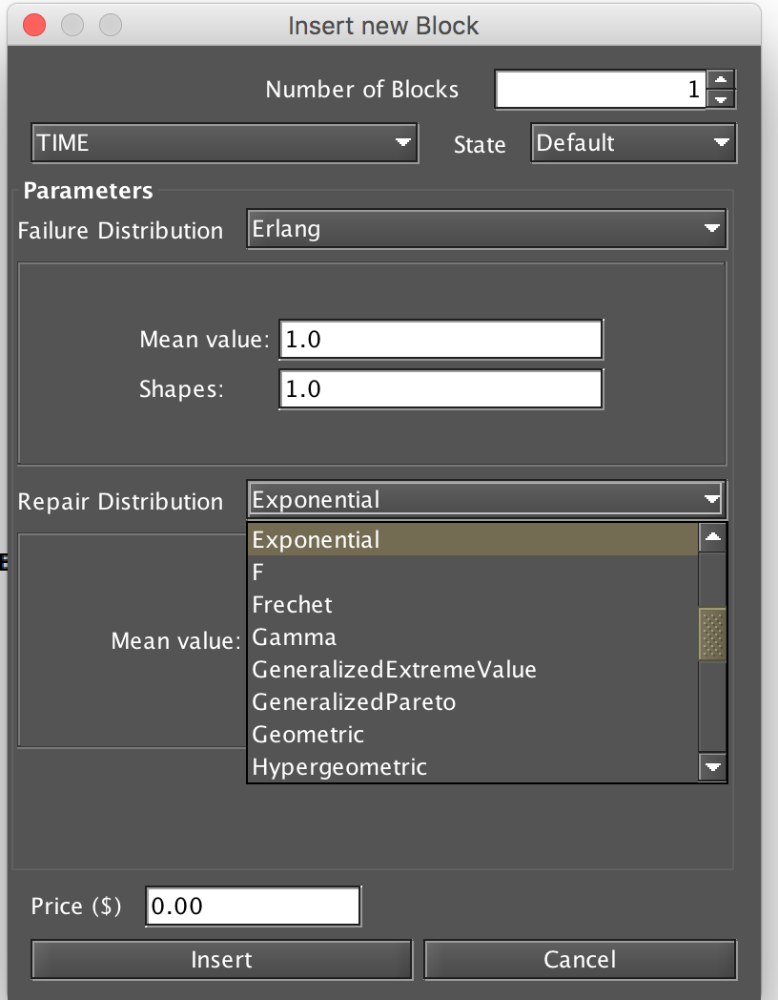 Insert new Block
Number of Blocks 1
TIME State Default
Parameters
Failure Distribution Erlang
Mean value: 1.0
Shapes: 1.0
Repair Distribution Exponential
Exponential
F
Frechet
Gamma
Mean value:
GeneralizedExtremeValue
GeneralizedPareto
Geometric
Hypergeometric
Price ($) 0.00
Insert Cancel